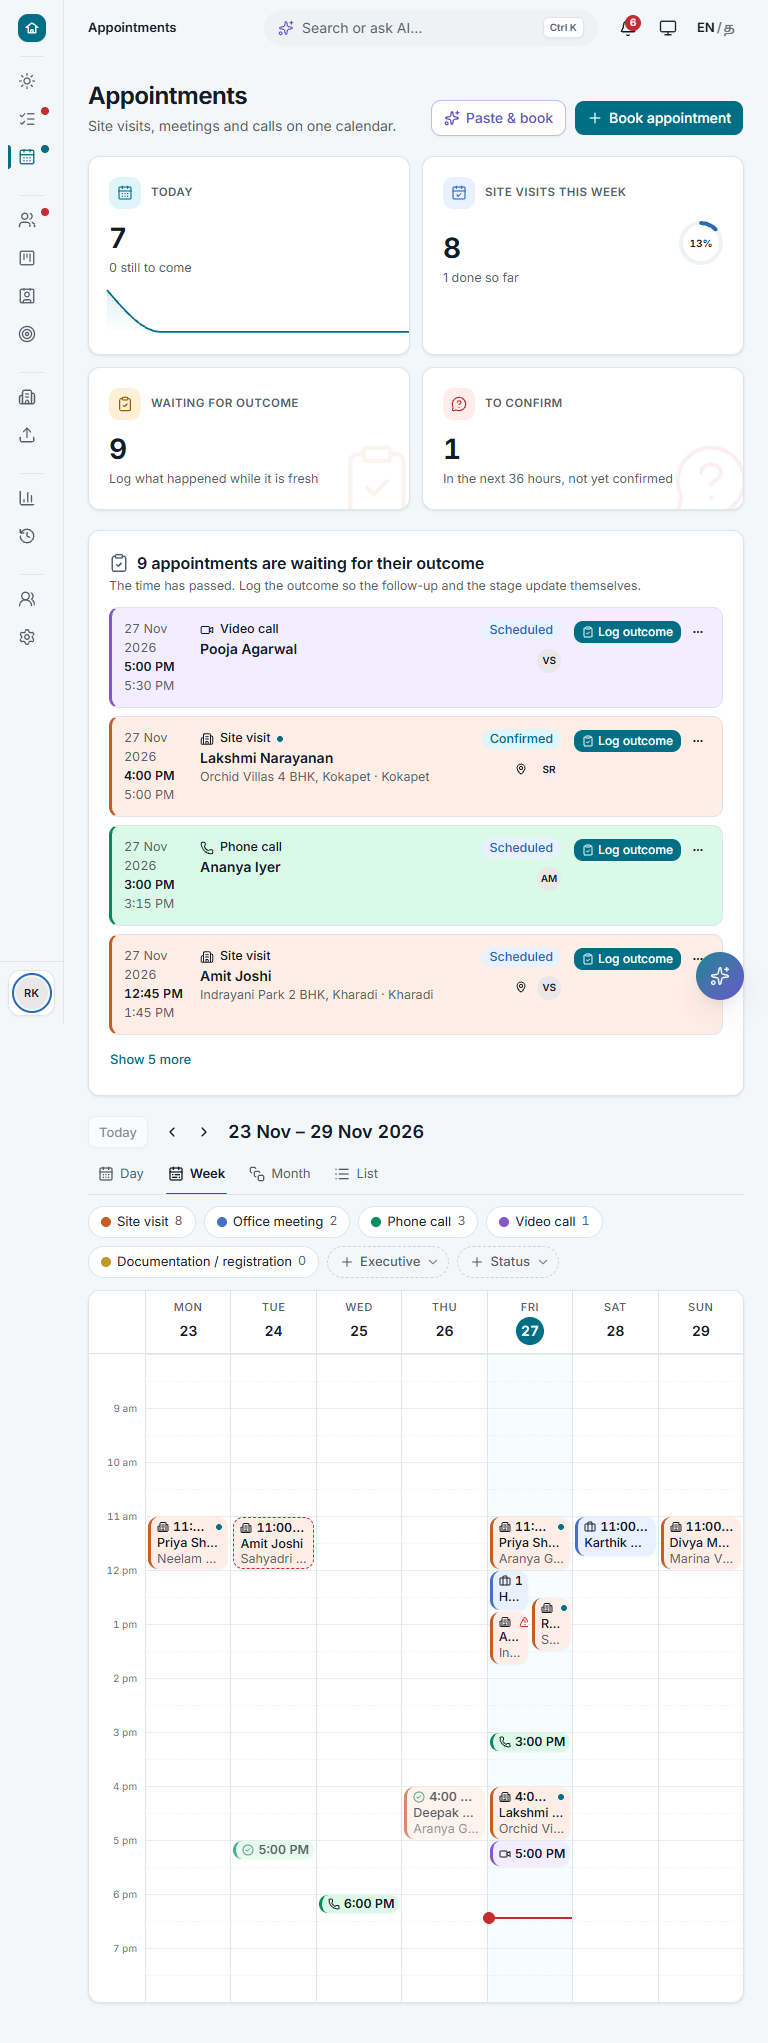 Appointments
Search or ask AI...
Ctrl K
6
EN / த
Appointments
Site visits, meetings and calls on one calendar.
Paste & book
Book appointment
TODAY
7
0 still to come
SITE VISITS THIS WEEK
8
1 done so far
13%
WAITING FOR OUTCOME
9
Log what happened while it is fresh
TO CONFIRM
1
In the next 36 hours, not yet confirmed
9 appointments are waiting for their outcome
The time has passed. Log the outcome so the follow-up and the stage update themselves.
27 Nov
2026
5:00 PM
5:30 PM
Video call
Pooja Agarwal
Scheduled
VS
Log outcome
27 Nov
2026
4:00 PM
5:00 PM
Site visit
Lakshmi Narayanan
Orchid Villas 4 BHK, Kokapet · Kokapet
Confirmed
SR
Log outcome
27 Nov
2026
3:00 PM
3:15 PM
Phone call
Ananya Iyer
Scheduled
AM
Log outcome
27 Nov
2026
12:45 PM
1:45 PM
Site visit
Amit Joshi
Indrayani Park 2 BHK, Kharadi · Kharadi
Scheduled
VS
Log outcome
RK
Show 5 more
Today
23 Nov – 29 Nov 2026
Day
Week
Month
List
Site visit 8
Office meeting 2
Phone call 3
Video call 1
Documentation / registration 0
Executive
Status
MON
23
TUE
24
WED
25
THU
26
FRI
27
SAT
28
SUN
29
9 am
10 am
11 am
12 pm
1 pm
2 pm
3 pm
4 pm
5 pm
6 pm
7 pm
11:...
Priya Sh...
Neelam ...
11:00...
Amit Joshi
Sahyadri ...
5:00 PM
6:00 PM
4:00 ...
Deepak ...
Aranya G...
11:...
Priya Sh...
Aranya G...
1
H...
A...
In...
R...
S...
3:00 PM
4:0...
Lakshmi ...
Orchid Vi...
5:00 PM
11:00...
Karthik ...
11:00...
Divya M...
Marina V...